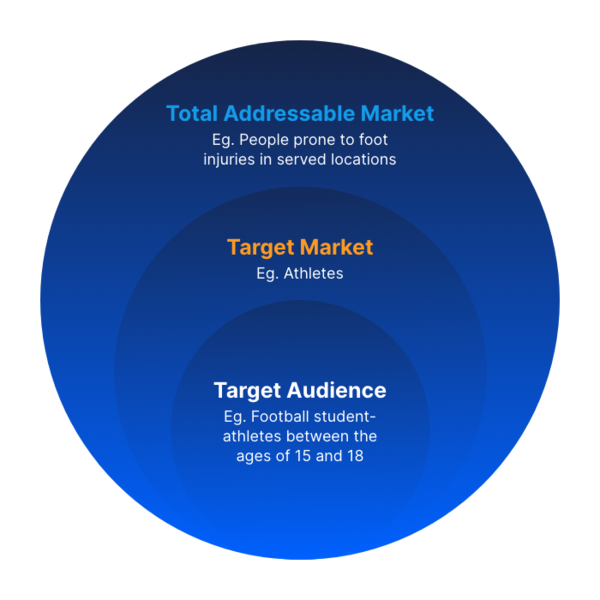 Total Addressable Market
Eg. People prone to foot
injuries in served locations
Target Market
Eg. Athletes
Target Audience
Eg. Football student-
athletes between the
ages of 15 and 18